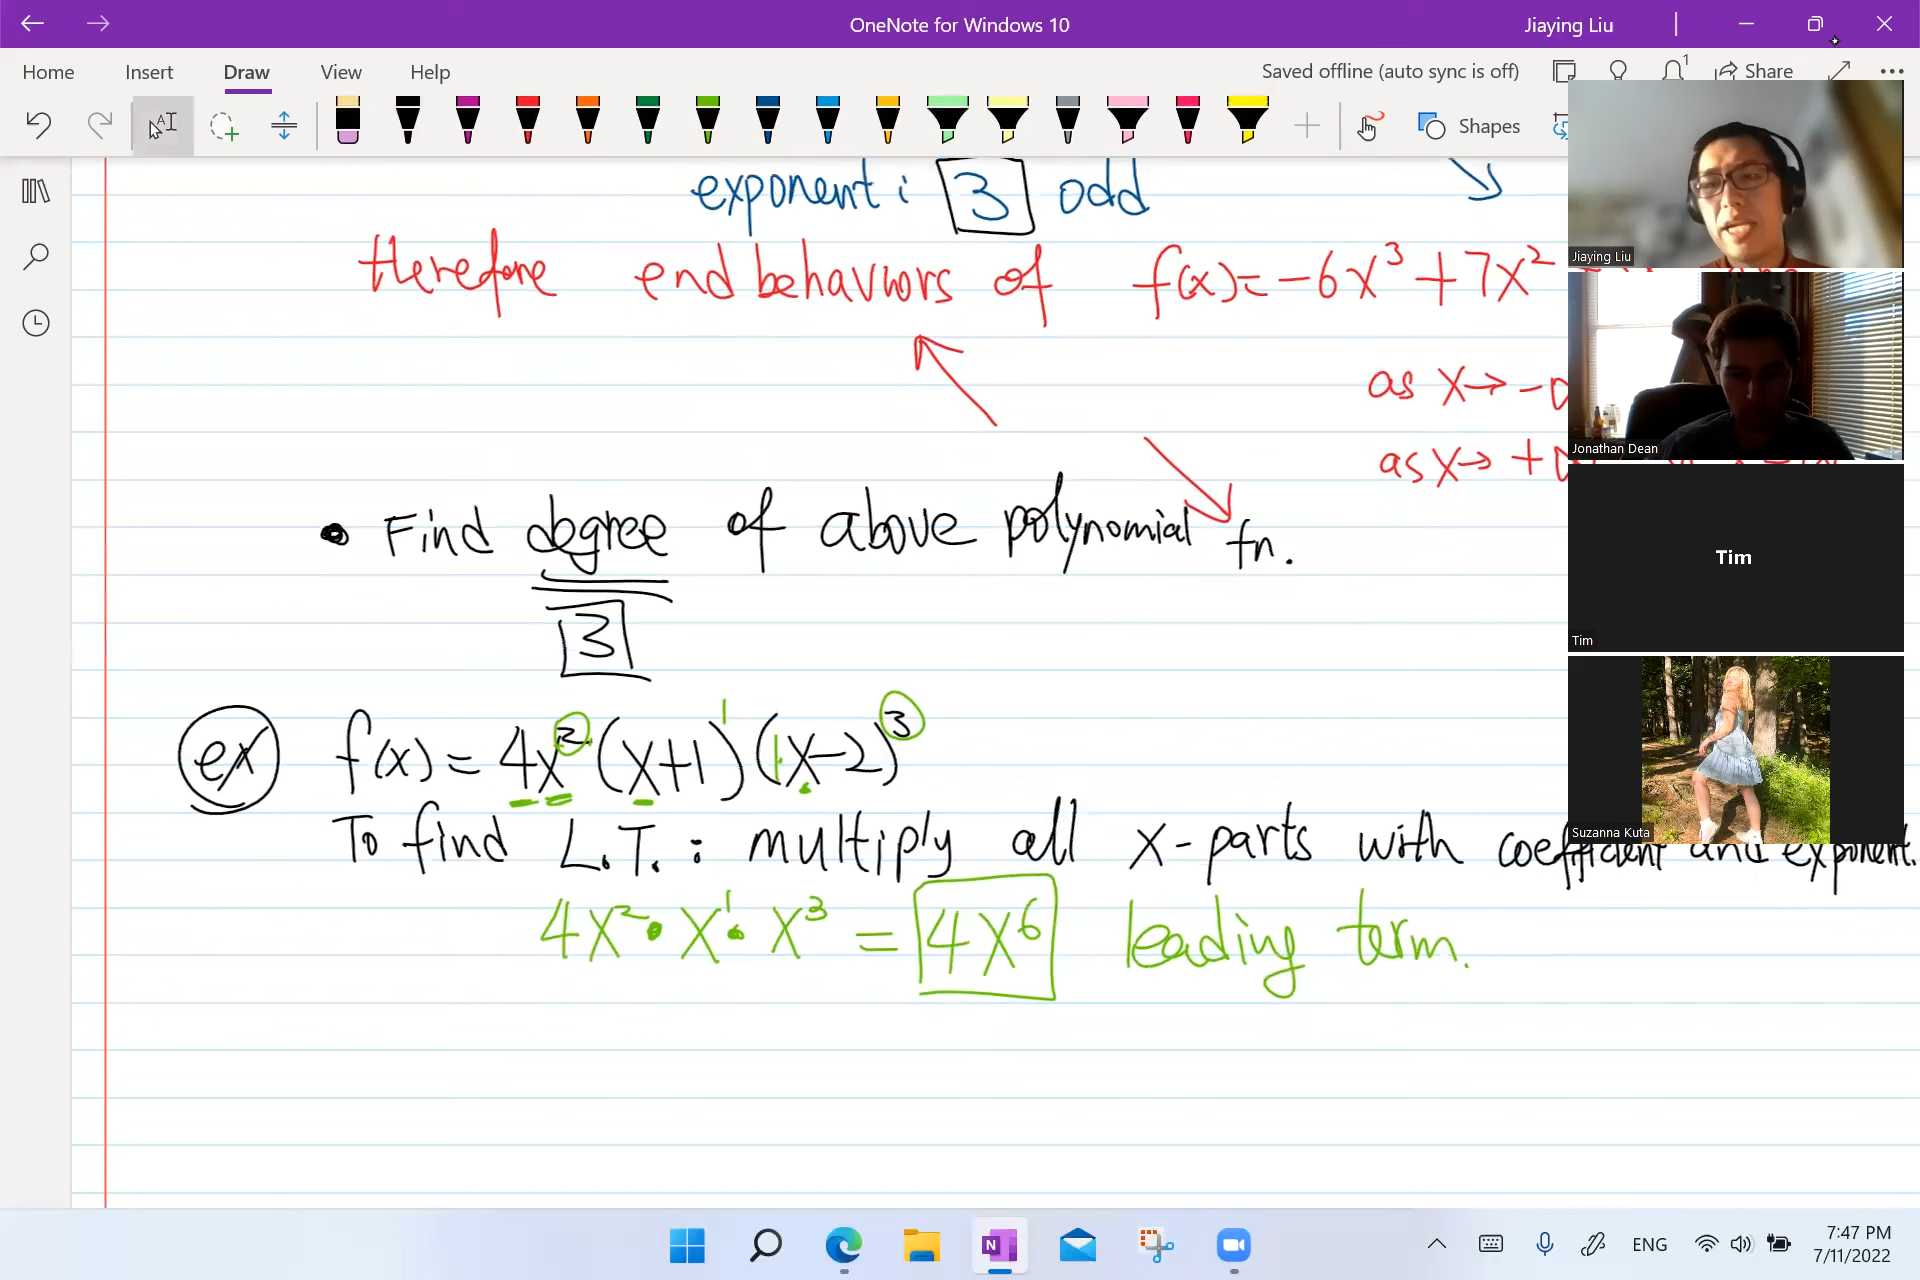 OneNote for Windows 10
Jiaying Liu
Home Insert Draw View Help
Saved offline (auto sync is off)
1
Share
Shapes
exponent: 3 odd
therefore end behaviors of f(x)= -6x³ +7x²
as x→ -
as x→ +
• Find degree of above polynomial fn.
3
ex f(x) = 4x² (x+1)¹ (1x-2)³
To find L.T. : multiply all x-parts with coefficient and exponent.
4x² • x¹ • x³ = 4x⁶ leading term.
Jiaying Liu
Jonathan Dean
Tim
Tim
Suzanna Kuta
ENG
7:47 PM
7/11/2022